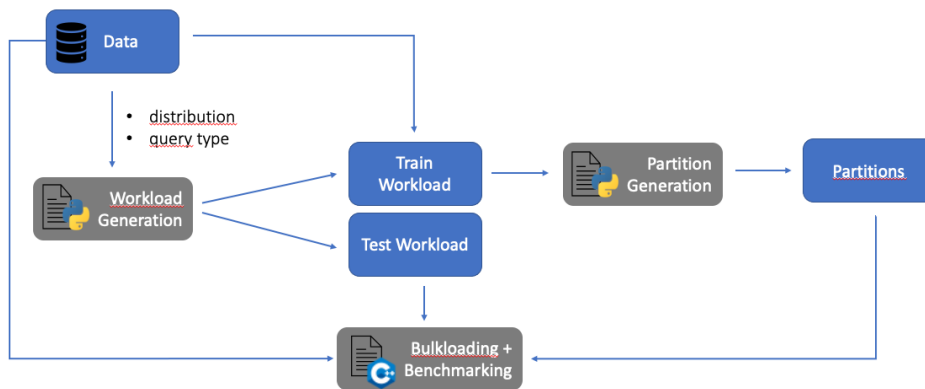 Data
• distribution
• query type
Train
Workload
Partition
Generation
Partitions
Workload
Generation
Test Workload
Bulkloading +
Benchmarking
C++